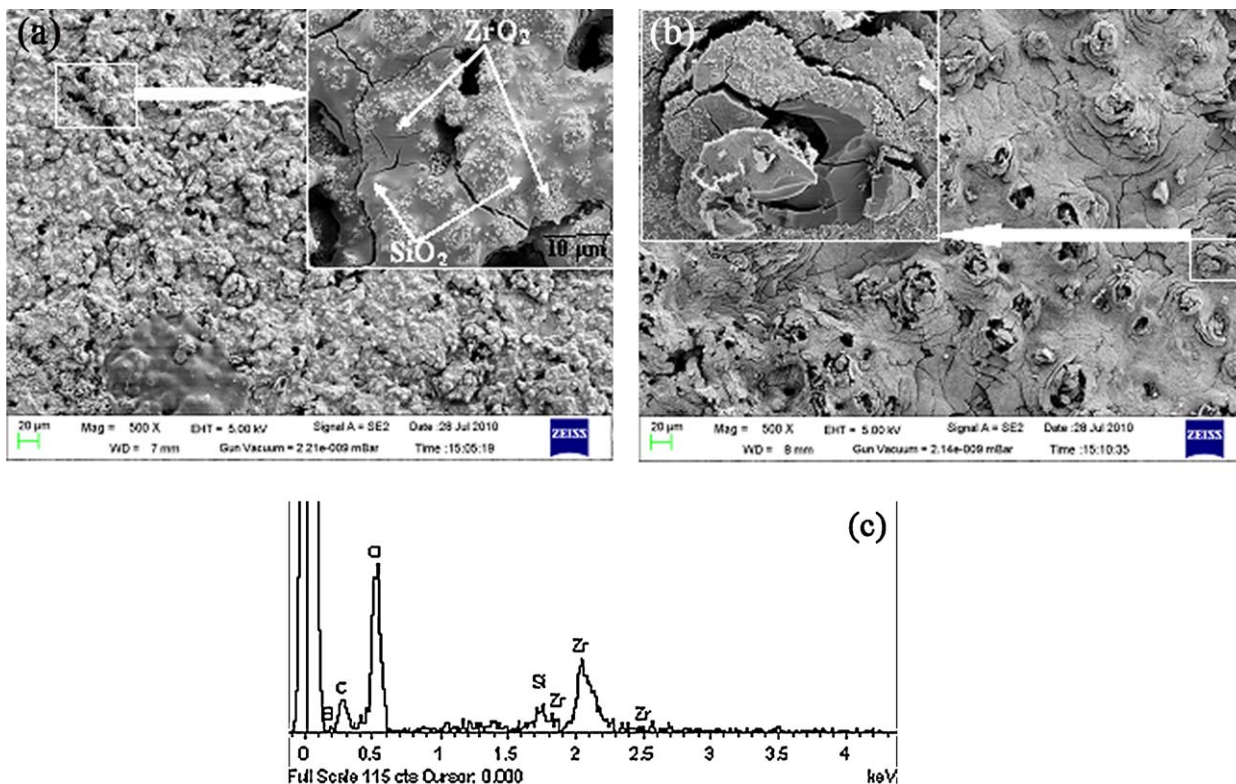 (a)
ZrO₂
SiO₂
10 μm
20 μm Mag = 500 X EHT = 5.00 kV Signal A = SE2 Date :28 Jul 2010
WD = 7 mm Gun Vacuum = 2.21e-009 mBar Time :15:05:19
ZEISS
(b)
20 μm Mag = 500 X EHT = 5.00 kV Signal A = SE2 Date :28 Jul 2010
WD = 8 mm Gun Vacuum = 2.14e-009 mBar Time :15:10:35
ZEISS
(c)
O
C
B
Si
Zr
Zr
Zr
0 0.5 1 1.5 2 2.5 3 3.5 4
Full Scale 115 cts Cursor: 0.000 keV